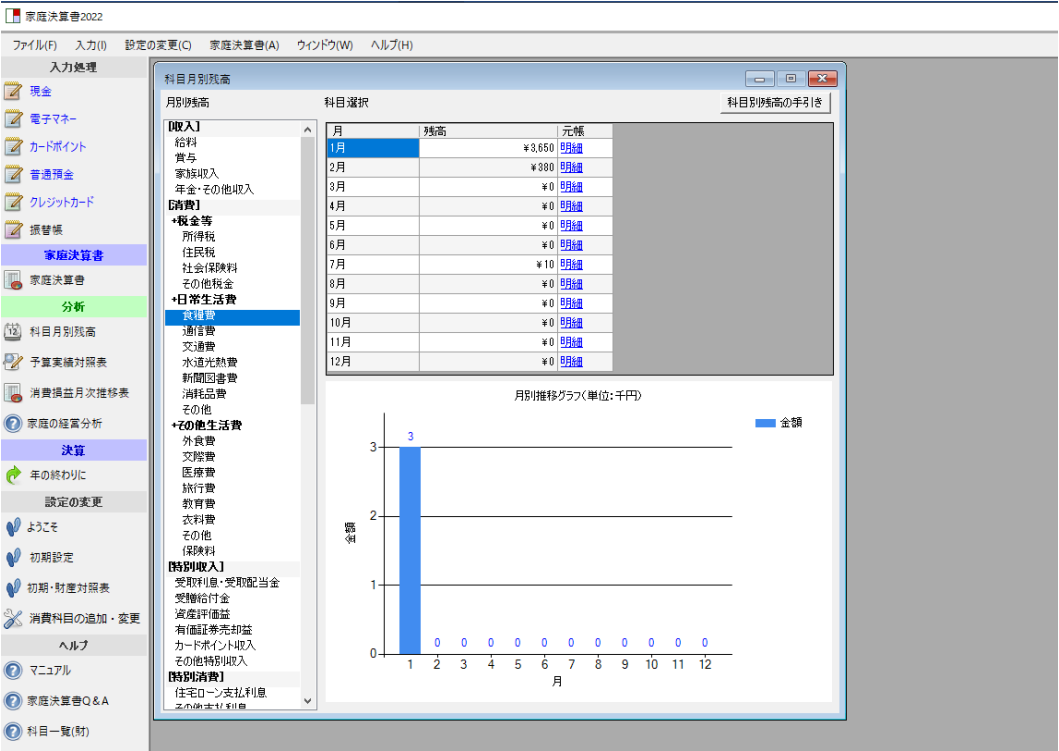 家庭決算書2022
ファイル(F) 入力(I) 設定の変更(C) 家庭決算書(A) ウィンドウ(W) ヘルプ(H)
入力処理
現金
電子マネー
カードポイント
普通預金
クレジットカード
振替帳
家庭決算書
家庭決算書
分析
科目月別残高
予算実績対照表
消費損益月次推移表
家庭の経営分析
決算
年の終わりに
設定の変更
ようこそ
初期設定
初期・財産対照表
消費科目の追加・変更
ヘルプ
マニュアル
家庭決算書Q&A
科目一覧(財)
科目月別残高
月別残高 科目選択 科目別残高の手引き
[収入]
給料
賞与
家族収入
年金・その他収入
[消費]
+税金等
所得税
住民税
社会保険料
その他税金
+日常生活費
食糧費
通信費
交通費
水道光熱費
新聞図書費
消耗品費
その他
+その他生活費
外食費
交際費
医療費
旅行費
教育費
衣料費
その他
保険料
[特別収入]
受取利息・受取配当金
受贈給付金
資産評価益
有価証券売却益
カードポイント収入
その他特別収入
[特別消費]
住宅ローン支払利息
その他支払利息
月 残高 元帳
1月 ¥3,650 明細
2月 ¥380 明細
3月 ¥0 明細
4月 ¥0 明細
5月 ¥0 明細
6月 ¥0 明細
7月 ¥10 明細
8月 ¥0 明細
9月 ¥0 明細
10月 ¥0 明細
11月 ¥0 明細
12月 ¥0 明細
月別推移グラフ(単位:千円)
金額
3
3
2
金額
1
0 0 0 0 0 0 0 0 0 0 0
0
1 2 3 4 5 6 7 8 9 10 11 12
月